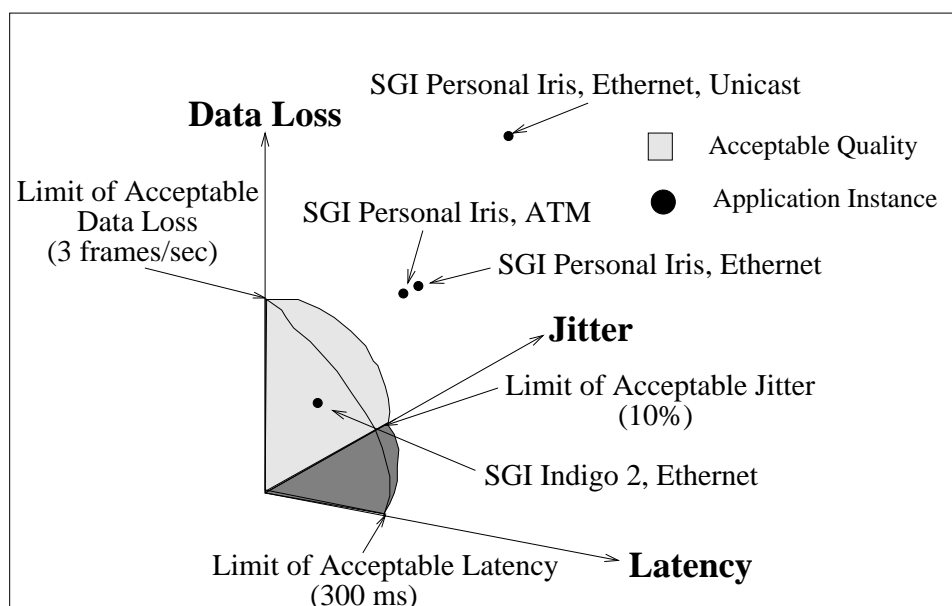 SGI Personal Iris, Ethernet, Unicast
Data Loss
Acceptable Quality
Limit of Acceptable
Data Loss
(3 frames/sec)
SGI Personal Iris, ATM
Application Instance
SGI Personal Iris, Ethernet
Jitter
Limit of Acceptable Jitter
(10%)
SGI Indigo 2, Ethernet
Limit of Acceptable Latency
(300 ms)
Latency